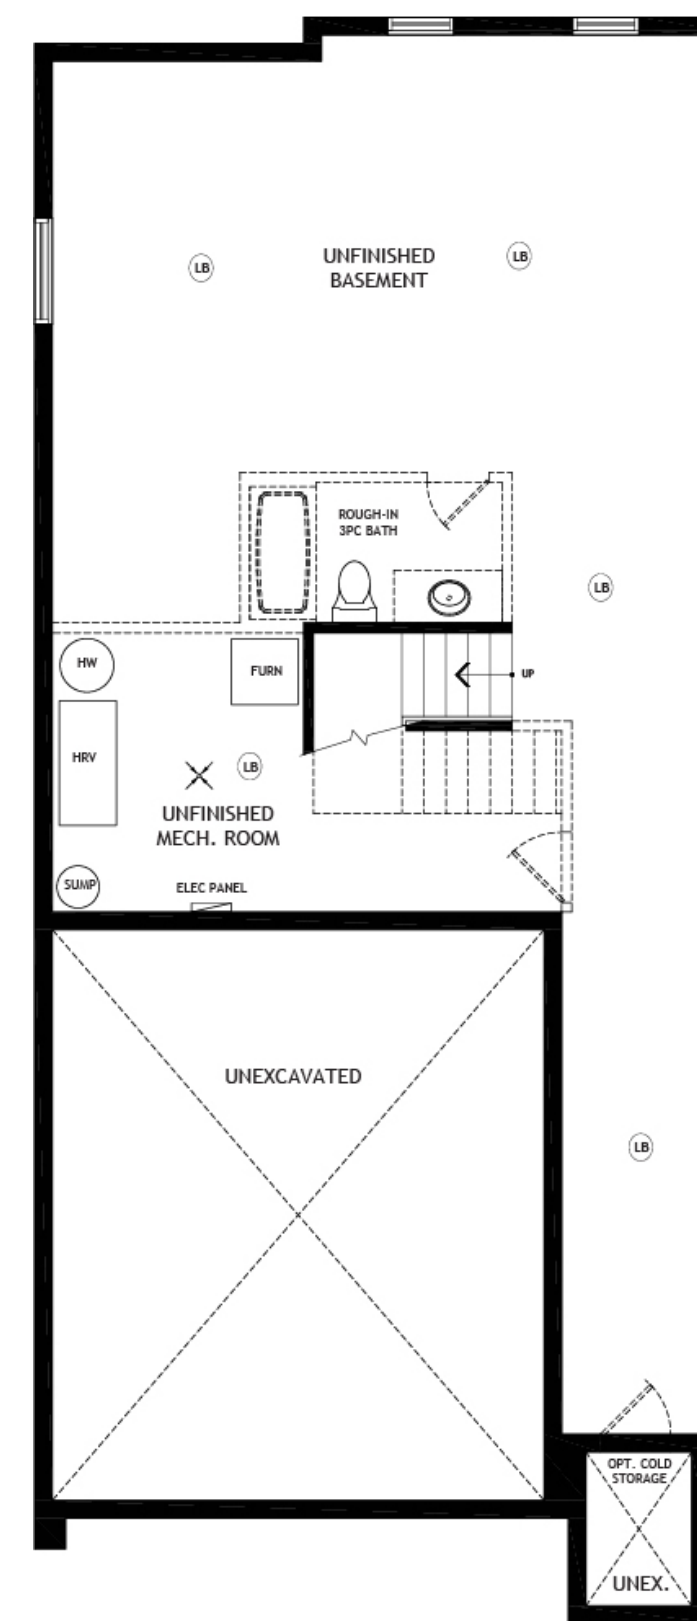 LB
UNFINISHED
BASEMENT
LB
ROUGH-IN
3PC BATH
LB
HW
FURN
UP
HRV
LB
UNFINISHED
MECH. ROOM
SUMP
ELEC PANEL
UNEXCAVATED
LB
OPT. COLD
STORAGE
UNEX.